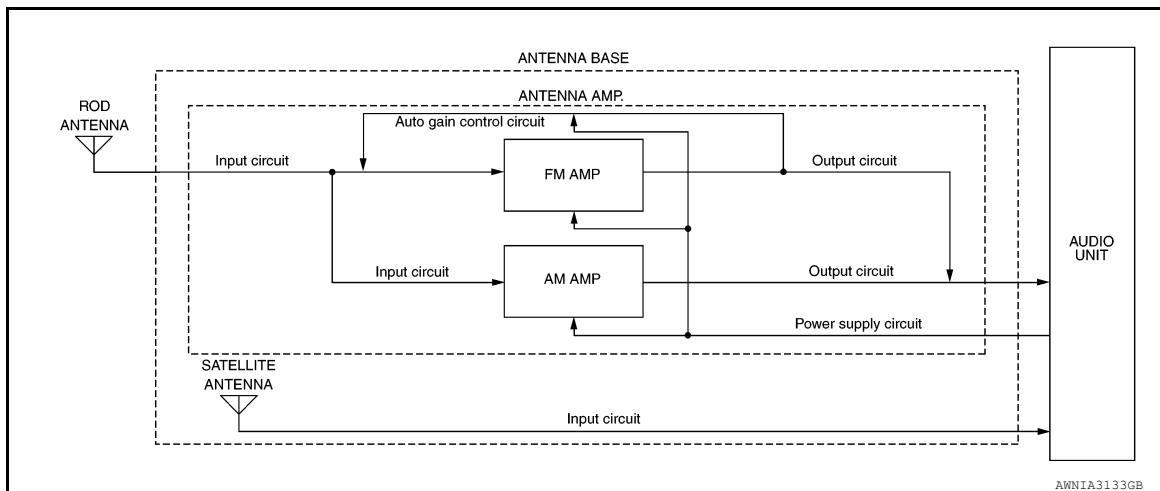 ANTENNA BASE
ANTENNA AMP.
ROD
ANTENNA
Auto gain control circuit
Input circuit
FM AMP
Output circuit
AUDIO
UNIT
Input circuit
AM AMP
Output circuit
Power supply circuit
SATELLITE
ANTENNA
Input circuit
AWNIA3133GB